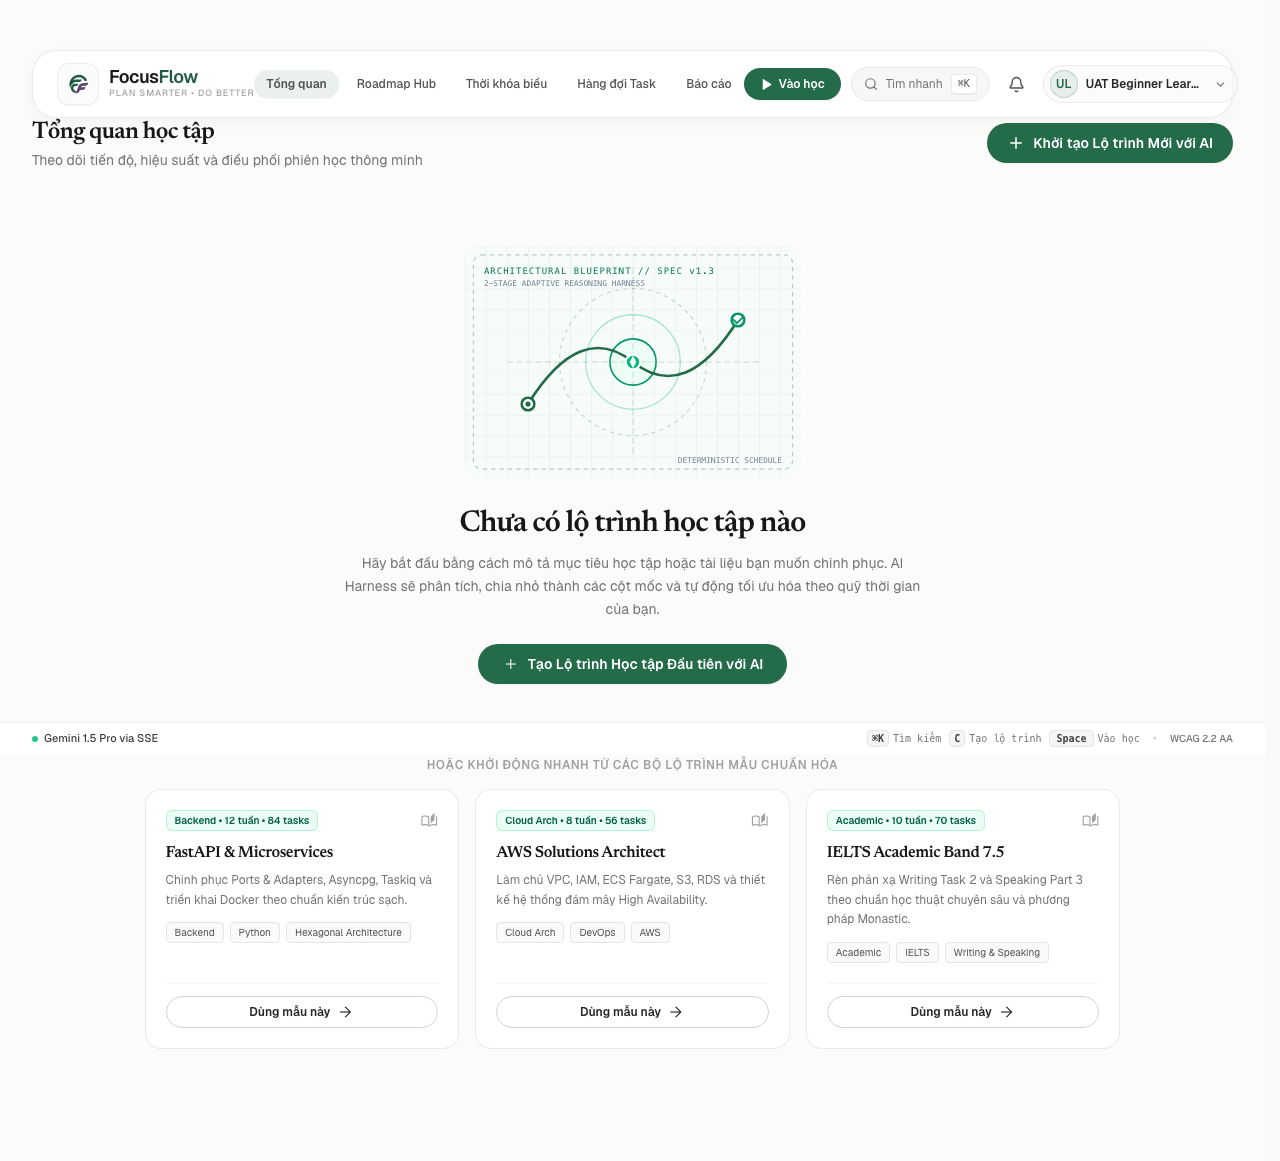 FocusFlow
PLAN SMARTER • DO BETTER
Tổng quan
Roadmap Hub
Thời khóa biểu
Hàng đợi Task
Báo cáo
Vào học
Tìm nhanh
⌘K
UL
UAT Beginner Lear...
Tổng quan học tập
Theo dõi tiến độ, hiệu suất và điều phối phiên học thông minh
Khởi tạo Lộ trình Mới với AI
ARCHITECTURAL BLUEPRINT // SPEC v1.3
2-STAGE ADAPTIVE REASONING HARNESS
DETERMINISTIC SCHEDULE
Chưa có lộ trình học tập nào
Hãy bắt đầu bằng cách mô tả mục tiêu học tập hoặc tài liệu bạn muốn chinh phục. AI
Harness sẽ phân tích, chia nhỏ thành các cột mốc và tự động tối ưu hóa theo quỹ thời gian
của bạn.
Tạo Lộ trình Học tập Đầu tiên với AI
Gemini 1.5 Pro via SSE
⌘K Tìm kiếm C Tạo lộ trình Space Vào học • WCAG 2.2 AA
HOẶC KHỞI ĐỘNG NHANH TỪ CÁC BỘ LỘ TRÌNH MẪU CHUẨN HÓA
Backend • 12 tuần • 84 tasks
FastAPI & Microservices
Chinh phục Ports & Adapters, Asyncpg, Taskiq và
triển khai Docker theo chuẩn kiến trúc sạch.
Backend
Python
Hexagonal Architecture
Dùng mẫu này
Cloud Arch • 8 tuần • 56 tasks
AWS Solutions Architect
Làm chủ VPC, IAM, ECS Fargate, S3, RDS và thiết
kế hệ thống đám mây High Availability.
Cloud Arch
DevOps
AWS
Dùng mẫu này
Academic • 10 tuần • 70 tasks
IELTS Academic Band 7.5
Rèn phản xạ Writing Task 2 và Speaking Part 3
theo chuẩn học thuật chuyên sâu và phương
pháp Monastic.
Academic
IELTS
Writing & Speaking
Dùng mẫu này